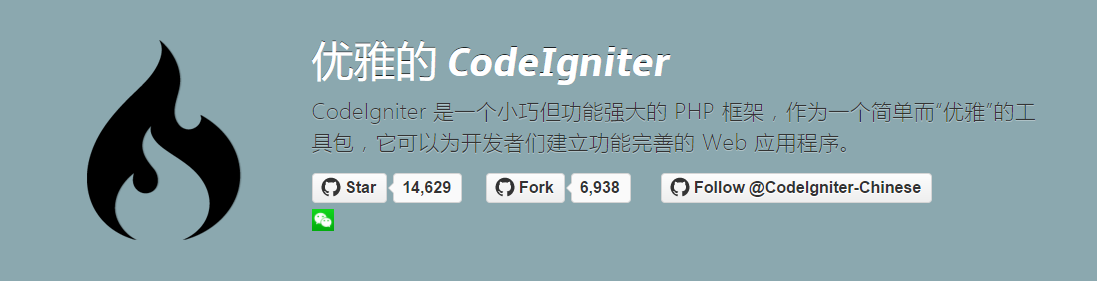 优雅的 CodeIgniter
CodeIgniter 是一个小巧但功能强大的 PHP 框架，作为一个简单而“优雅”的工
具包，它可以为开发者们建立功能完善的 Web 应用程序。
Star 14,629 Fork 6,938 Follow @CodeIgniter-Chinese